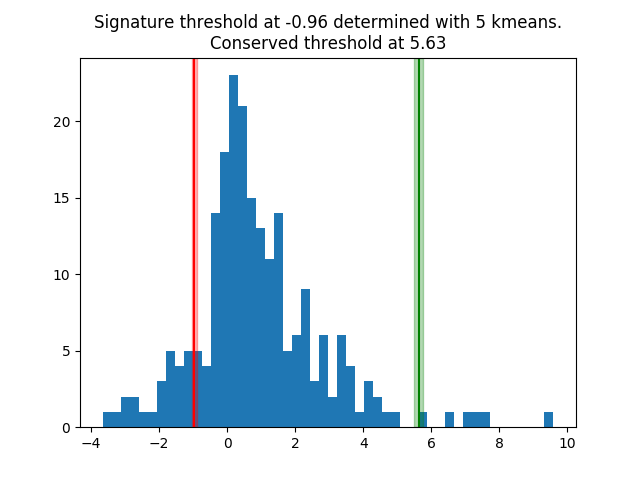 Signature threshold at -0.96 determined with 5 kmeans.
Conserved threshold at 5.63
20
15
10
5
0
−4 −2 0 2 4 6 8 10